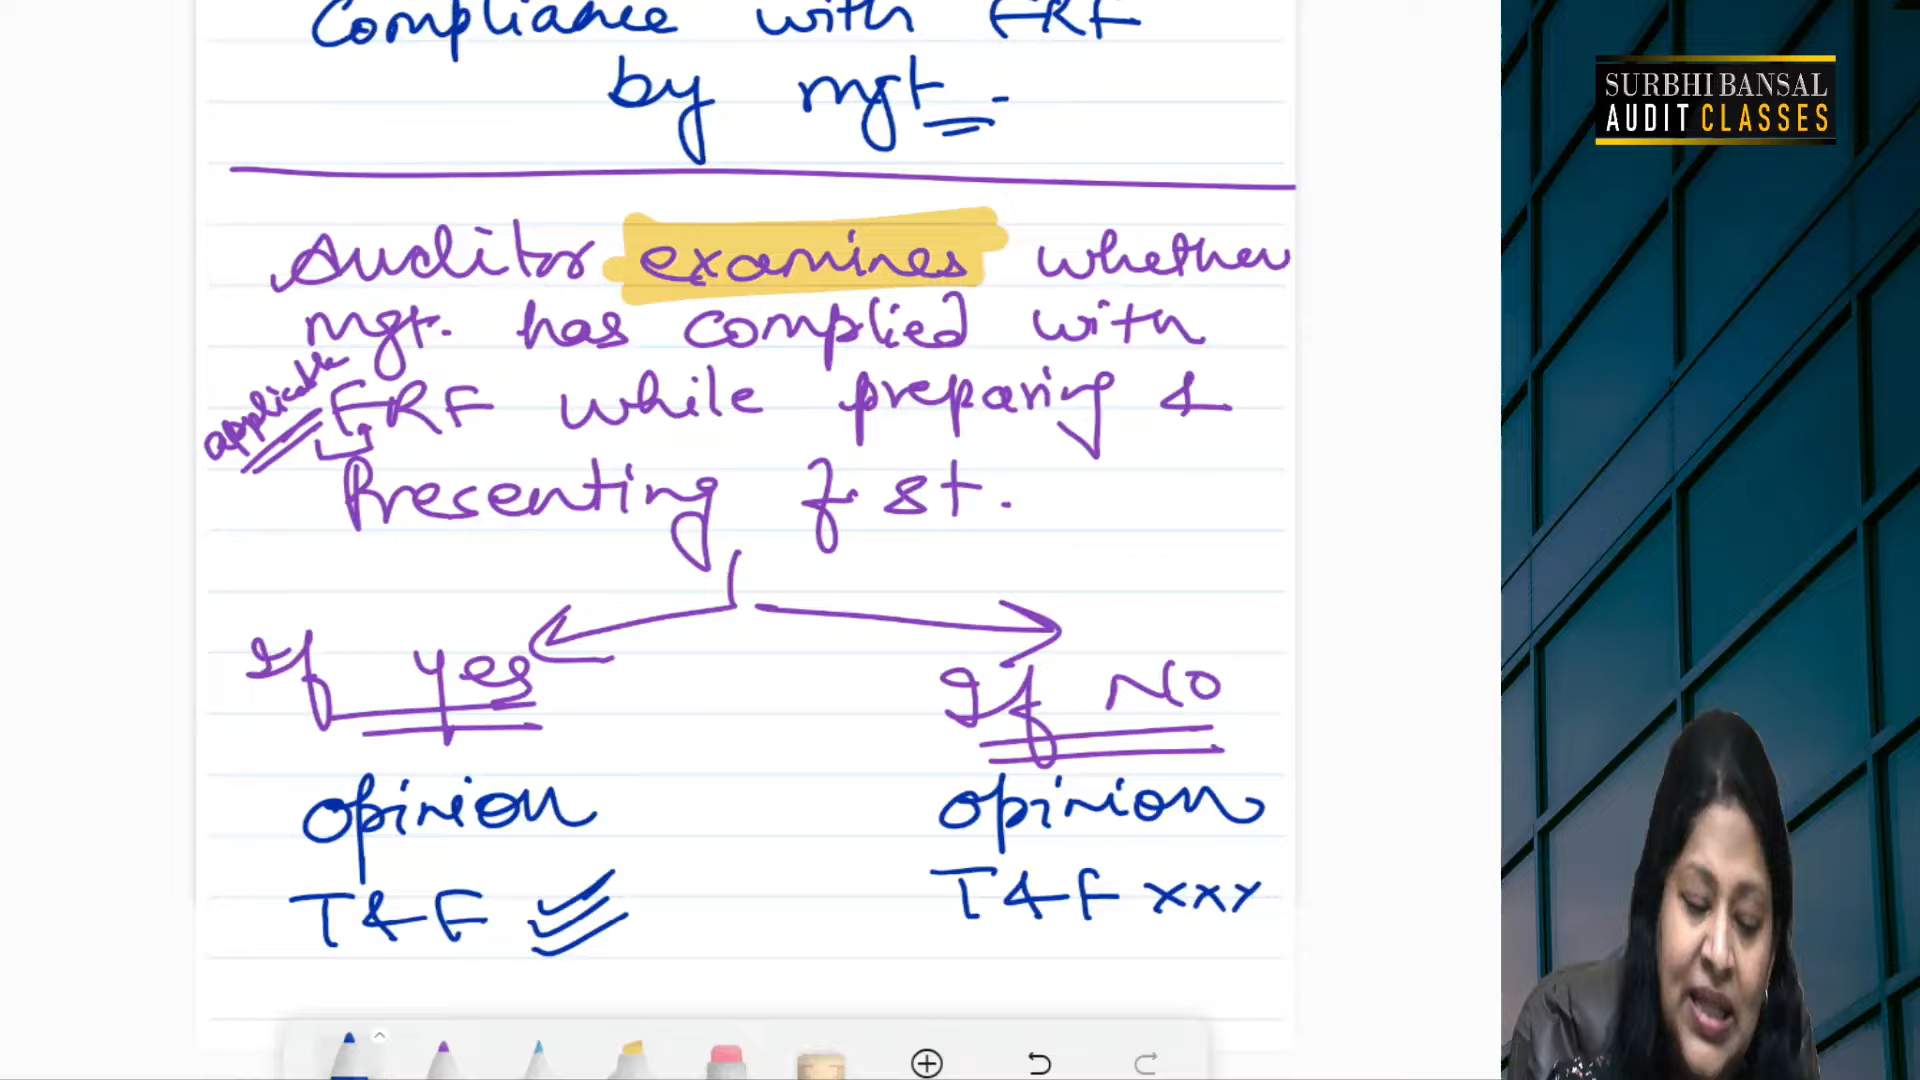 Compliance with FRF
by mgt -
Auditor examines whether
mgt. has complied with
applicable FRF while preparing &
Presenting f. st.
If Yes
If NO
opinion
opinion
T & F
T & F xxx
SURBHI BANSAL
AUDIT CLASSES